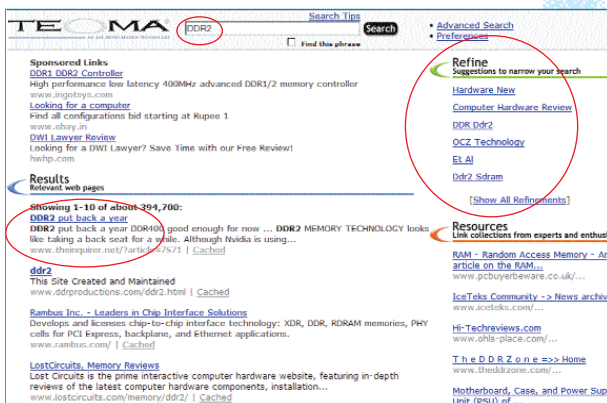 TEOMA
Search Tips
DDR2
Search
Find this phrase
• Advanced Search
• Preferences
Sponsored Links
DDR1 DDR2 Controller
High performance low latency 400MHz advanced DDR1/2 memory controller
www.ingotsys.com
Looking for a computer
Find all configurations bid starting at Rupee 1
www.ebay.in
DWI Lawyer Review
Looking for a DWI Lawyer? Save Time with our Free Review!
hwhp.com
Refine
Suggestions to narrow your search
Hardware New
Computer Hardware Review
DDR Ddr2
OCZ Technology
Et Al
Ddr2 Sdram
[Show All Refinements]
Results
Relevant web pages
Showing 1-10 of about 394,700:
DDR2 put back a year
DDR2 put back a year DDR400 good enough for now ... DDR2 MEMORY TECHNOLOGY looks
like taking a back seat for a while. Although Nvidia is using...
www.theinquirer.net/?article=7571 | Cached
ddr2
This Site Created and Maintained
www.ddrproductions.com/ddr2.html | Cached
Rambus Inc. - Leaders in Chip Interface Solutions
Develops and licenses chip-to-chip interface technology: XDR, DDR, RDRAM memories, PHY
cells for PCI Express, backplane, and Ethernet applications.
www.rambus.com/ | Cached
LostCircuits, Memory Reviews
Lost Circuits is the prime interactive computer hardware website, featuring in-depth
reviews of the latest computer hardware components, installation...
www.lostcircuits.com/memory/ddr2/ | Cached
Resources
Link collections from experts and enthusi
RAM - Random Access Memory - Ar
article on the RAM...
www.pcbuyerbeware.co.uk/...
IceTeks Community -> News archiv
www.iceteks.com/...
Hi-Techreviews.com
www.ohls-place.com/...
T h e D D R Z o n e =>> Home
www.theddrzone.com/...
Motherboard, Case, and Power Sup
Unit (PSU) of ...